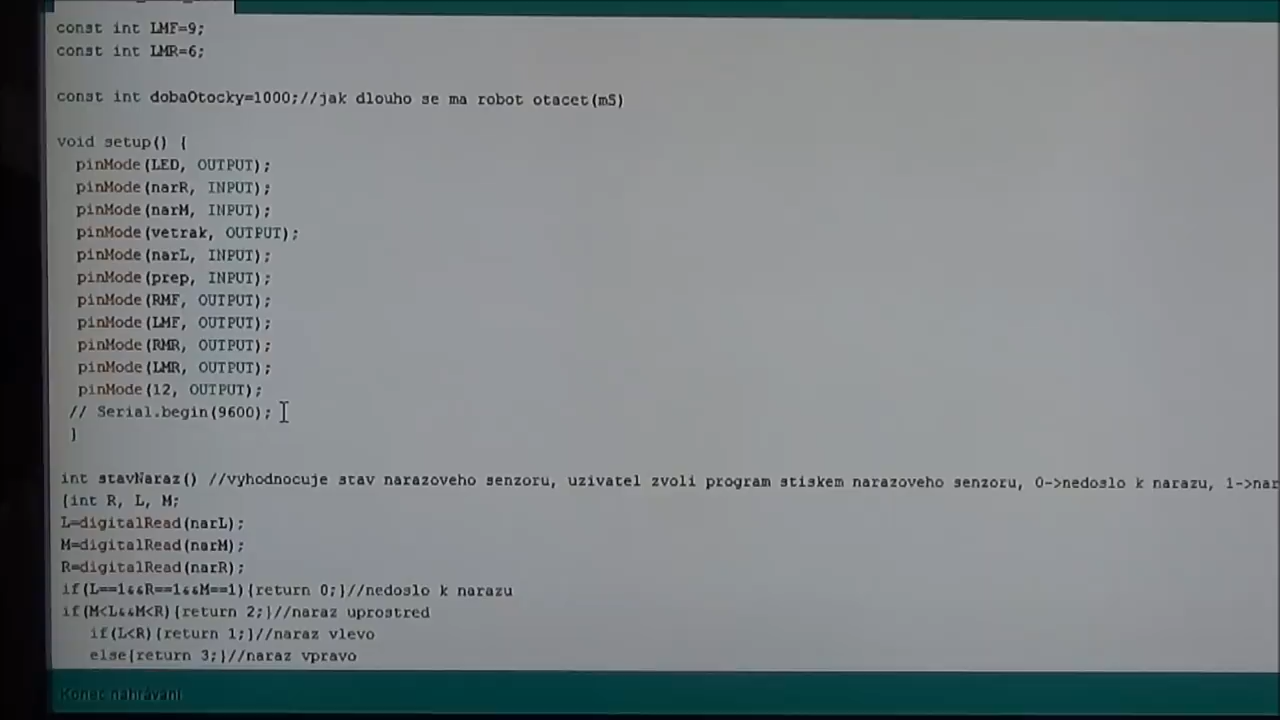 const int LMF=9;
const int LMR=6;
const int dobaOtocky=1000;//jak dlouho se ma robot otacet(mS)
void setup() {
pinMode(LED, OUTPUT);
pinMode(narR, INPUT);
pinMode(narM, INPUT);
pinMode(vetrak, OUTPUT);
pinMode(narL, INPUT);
pinMode(prep, INPUT);
pinMode(RMF, OUTPUT);
pinMode(LMF, OUTPUT);
pinMode(RMR, OUTPUT);
pinMode(LMR, OUTPUT);
pinMode(12, OUTPUT);
// Serial.begin(9600);
}
int stavNaraz() //vyhodnocuje stav narazoveho senzoru, uzivatel zvoli program stiskem narazoveho senzoru, 0->nedoslo k narazu, 1->nar
{int R, L, M;
L=digitalRead(narL);
M=digitalRead(narM);
R=digitalRead(narR);
if(L==1&&R==1&&M==1){return 0;}//nedoslo k narazu
if(M<L&&M<R){return 2;}//naraz uprostred
if(L<R){return 1;}//naraz vlevo
else{return 3;}//naraz vpravo
Konec nahrávání